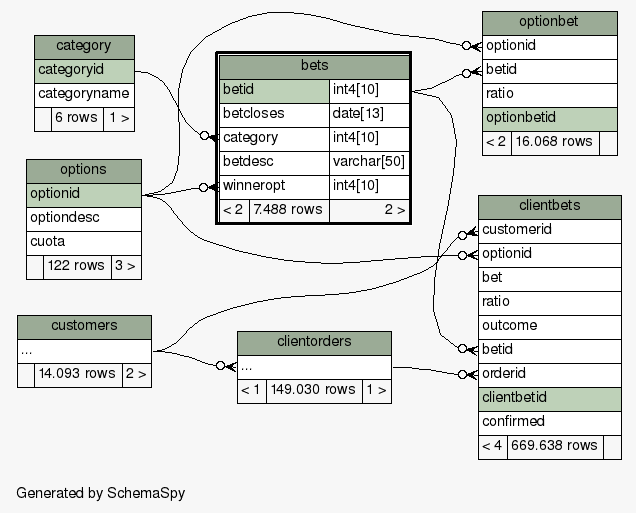 category
categoryid
categoryname
6 rows 1 >
options
optionid
optiondesc
cuota
122 rows 3 >
bets
betid int4[10]
betcloses date[13]
category int4[10]
betdesc varchar[50]
winneropt int4[10]
< 2 7.488 rows 2 >
optionbet
optionid
betid
ratio
optionbetid
< 2 16.068 rows
clientbets
customerid
optionid
bet
ratio
outcome
betid
orderid
clientbetid
confirmed
< 4 669.638 rows
customers
...
14.093 rows 2 >
clientorders
...
< 1 149.030 rows 1 >
Generated by SchemaSpy